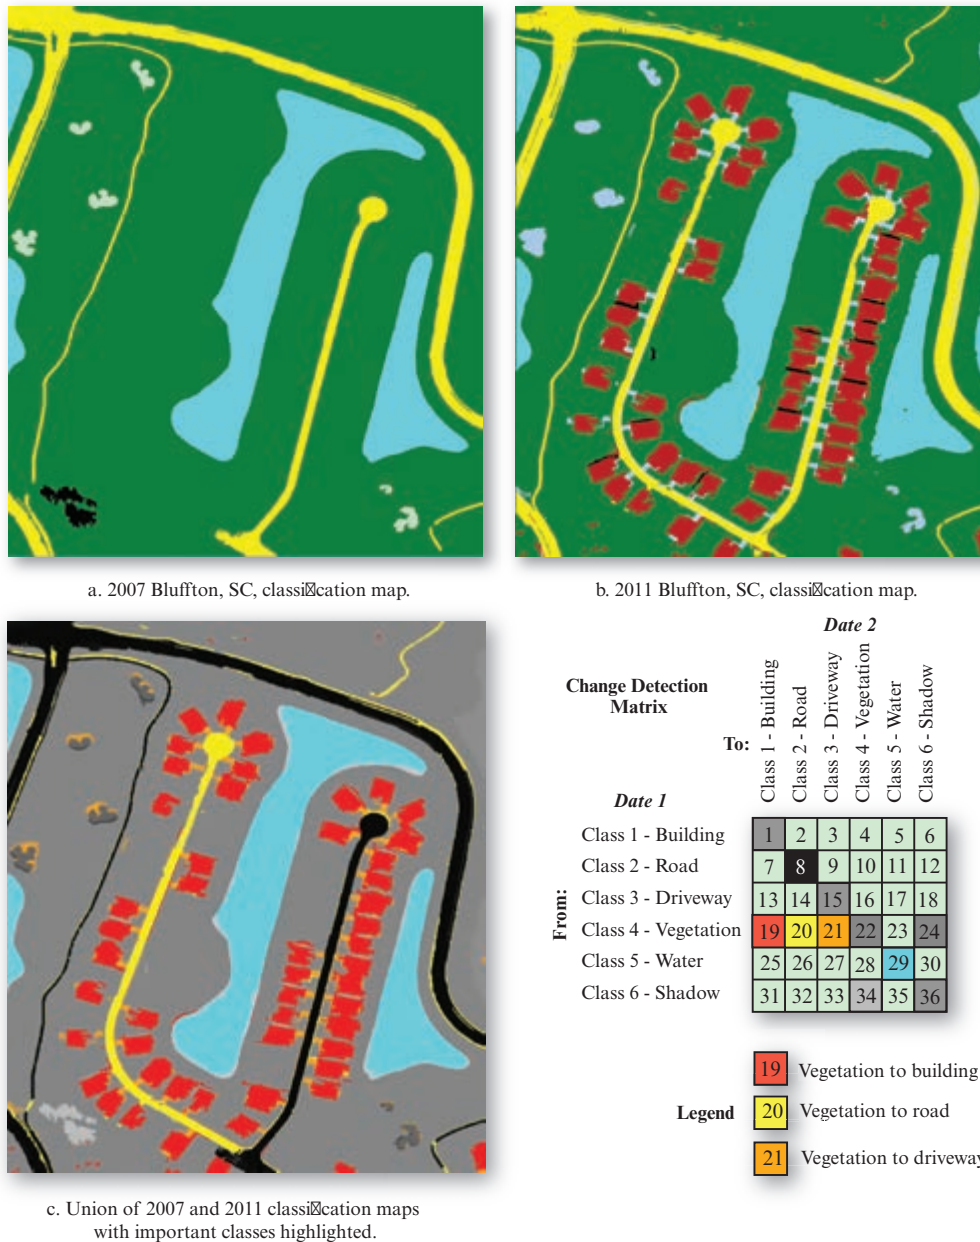 a. 2007 Bluffton, SC, classi cation map.
b. 2011 Bluffton, SC, classi cation map.
c. Union of 2007 and 2011 classi cation maps
with important classes highlighted.
Date 2
Change Detection
Matrix
To:
Class 1 - Building
Class 2 - Road
Class 3 - Driveway
Class 4 - Vegetation
Class 5 - Water
Class 6 - Shadow
Date 1
From:
Class 1 - Building 1 2 3 4 5 6
Class 2 - Road 7 8 9 10 11 12
Class 3 - Driveway 13 14 15 16 17 18
Class 4 - Vegetation 19 20 21 22 23 24
Class 5 - Water 25 26 27 28 29 30
Class 6 - Shadow 31 32 33 34 35 36
Legend
19 Vegetation to building
20 Vegetation to road
21 Vegetation to driveway